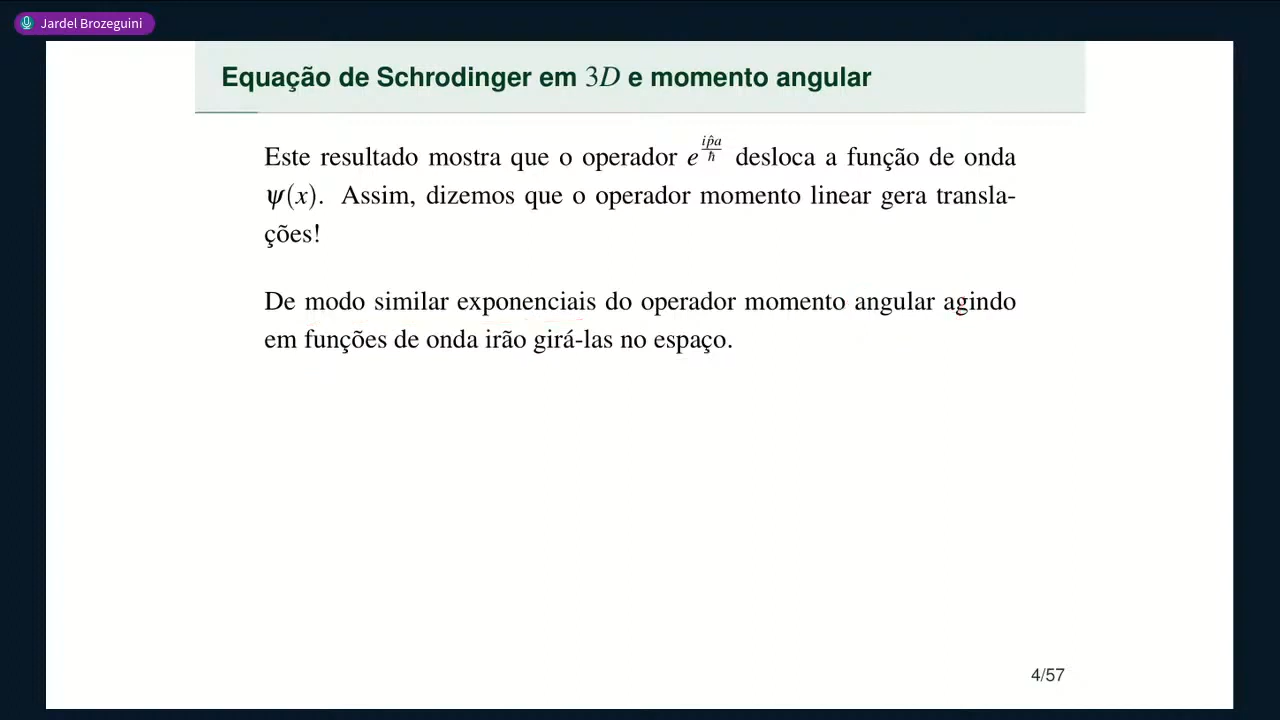 Jardel Brozeguini
Equação de Schrodinger em 3D e momento angular
Este resultado mostra que o operador e^{\frac{ip̂a}{ħ}} desloca a função de onda
ψ(x). Assim, dizemos que o operador momento linear gera transla-
ções!
De modo similar exponenciais do operador momento angular agindo
em funções de onda irão girá-las no espaço.
4/57